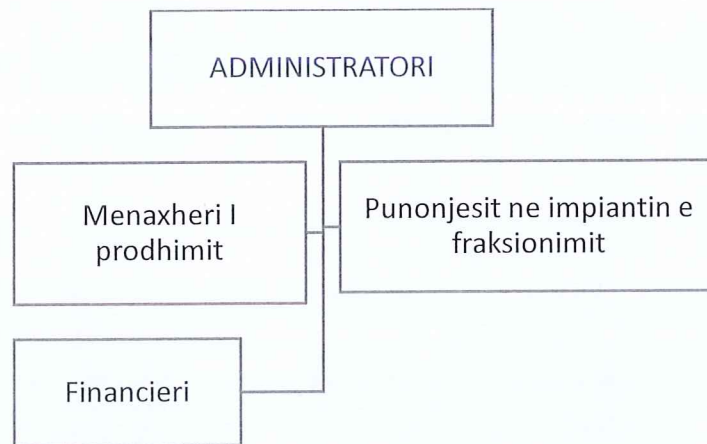 ADMINISTRATORI
Menaxheri I
prodhimit
Punonjesit ne impiantin e
fraksionimit
Financieri